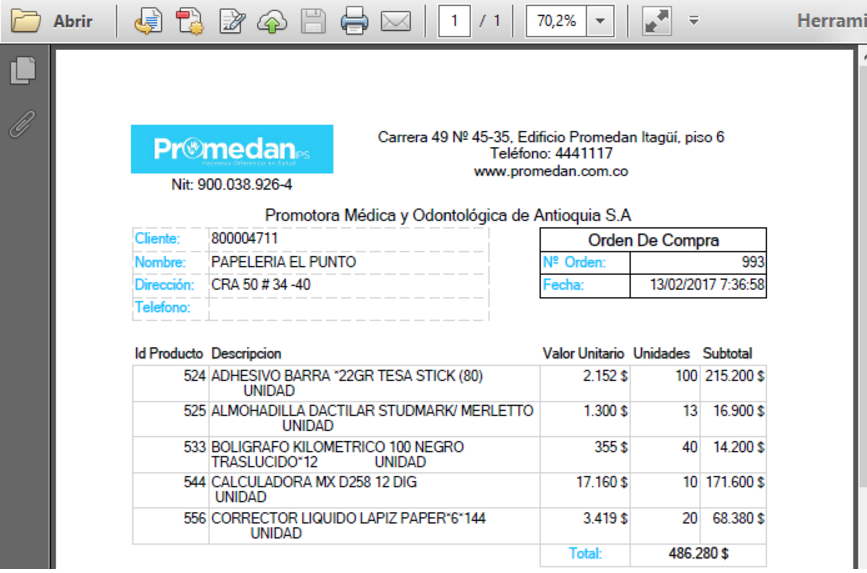 Abrir
1 / 1
70,2%
Herrami
Promedan IPS
Carrera 49 Nº 45-35, Edificio Promedan Itagüí, piso 6
Teléfono: 4441117
www.promedan.com.co
Nit: 900.038.926-4
Promotora Médica y Odontológica de Antioquia S.A
Cliente: 800004711
Nombre: PAPELERIA EL PUNTO
Dirección: CRA 50 # 34 -40
Telefono:
Orden De Compra
Nº Orden: 993
Fecha: 13/02/2017 7:36:58
Id Producto Descripcion Valor Unitario Unidades Subtotal
524 ADHESIVO BARRA *22GR TESA STICK (80) 2.152 $ 100 215.200 $
UNIDAD
525 ALMOHADILLA DACTILAR STUDMARK/ MERLETTO 1.300 $ 13 16.900 $
UNIDAD
533 BOLIGRAFO KILOMETRICO 100 NEGRO 355 $ 40 14.200 $
TRASLUCIDO*12 UNIDAD
544 CALCULADORA MX D258 12 DIG 17.160 $ 10 171.600 $
UNIDAD
556 CORRECTOR LIQUIDO LAPIZ PAPER*6*144 3.419 $ 20 68.380 $
UNIDAD
Total: 486.280 $